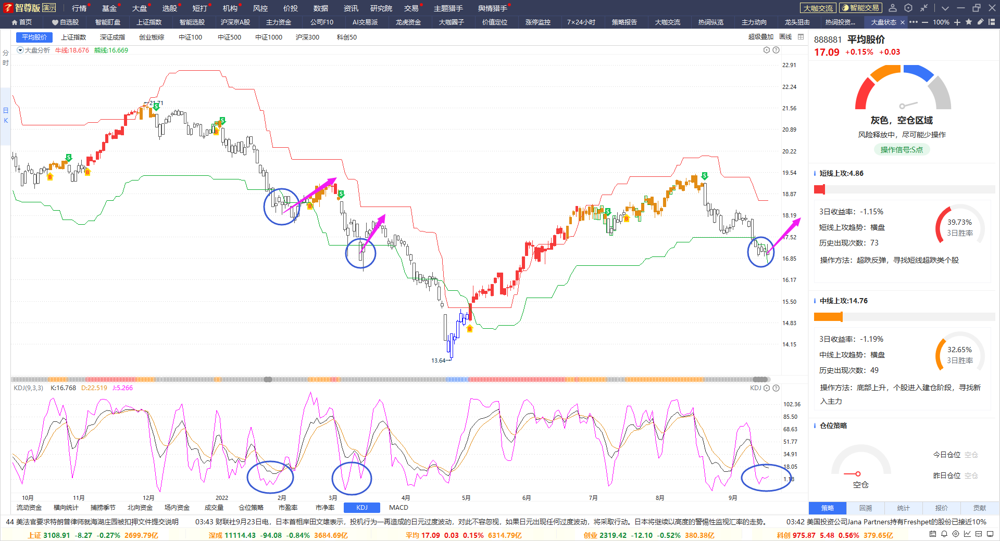 智尊版 演示 行情 基金 大盘 选股 短打 机构 风控 价投 数据 资讯 研究院 交易 主题猎手 舆情猎手 大咖交流 智能交易
首页 自选股 智能盯盘 上证指数 智能选股 沪深京A股 主力资金 公司F10 AI交易派 龙虎资金 大咖圈子 价值定位 涨停监控 7×24小时 策略报告 大咖交流 热词纵览 主力动向 龙头狙击 热词投资... 大盘状态 100%
平均股价 上证指数 深证成指 创业板综 中证100 中证500 中证1000 沪深300 科创50 超级叠加 画线
大盘分析 牛线:18.676 熊线:16.669
分时
日K
22.91
22.24
21.56
20.89
20.22
19.54
18.87
18.19
17.52
16.85
16.17
15.50
14.83
14.15
21.71
13.64
S
S
S
S
S
S
B
B
B
B
B
B
KDJ(9,3,3) K:16.768 D:22.519 J:5.266
KDJ
102.36
85.50
68.63
51.77
34.91
18.05
1.18
10月 11月 12月 2022 2月 3月 4月 5月 6月 7月 8月 9月
流动资金 横向统计 捕捞季节 北向资金 场内资金 成交量 仓位策略 市盈率 市净率 KDJ MACD
888881 平均股价
17.09 +0.15% +0.03
灰色，空仓区域
风险释放中，尽可能少操作
操作信号:S点
短线上攻:4.86
3日收益率：-1.15%
短线上攻趋势：横盘
历史出现次数：73
39.73%
3日胜率
操作方法：超跌反弹，寻找短线超跌类个股
中线上攻:14.76
3日收益率：-1.19%
中线上攻趋势：横盘
历史出现次数：49
32.65%
3日胜率
操作方法：底部上升，个股进入建仓阶段，寻找新
入主力
仓位策略
空仓
今日仓位 空仓
昨日仓位 空仓
策略 回溯 统计 报价 贡献
44 美法官要求特朗普律师就海湖庄园被扣押文件提交说明 03:43 财联社9月23日电，日本首相岸田文雄表示，投机行为一再造成的日元过度波动，对此不容忽视，如果日元出现任何过度波动，将采取行动。日本将继续以高度的警惕性监视汇率的走势。 03:42 美国投资公司Jana Partners持有Freshpet的股份已接近10%
上证 3108.91 -8.27 -0.27% 2699.79亿 深成 11114.43 -94.08 -0.84% 3684.69亿 平均 17.09 0.03 0.15% 6314.79亿 创业 2319.42 -12.10 -0.52% 380.38亿 科创 975.87 5.48 0.56% 379.65亿